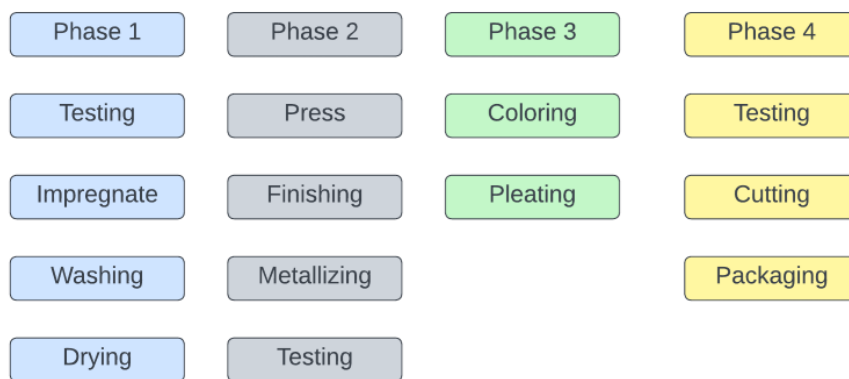 Phase 1 Phase 2 Phase 3 Phase 4
Testing Press Coloring Testing
Impregnate Finishing Pleating Cutting
Washing Metallizing Packaging
Drying Testing